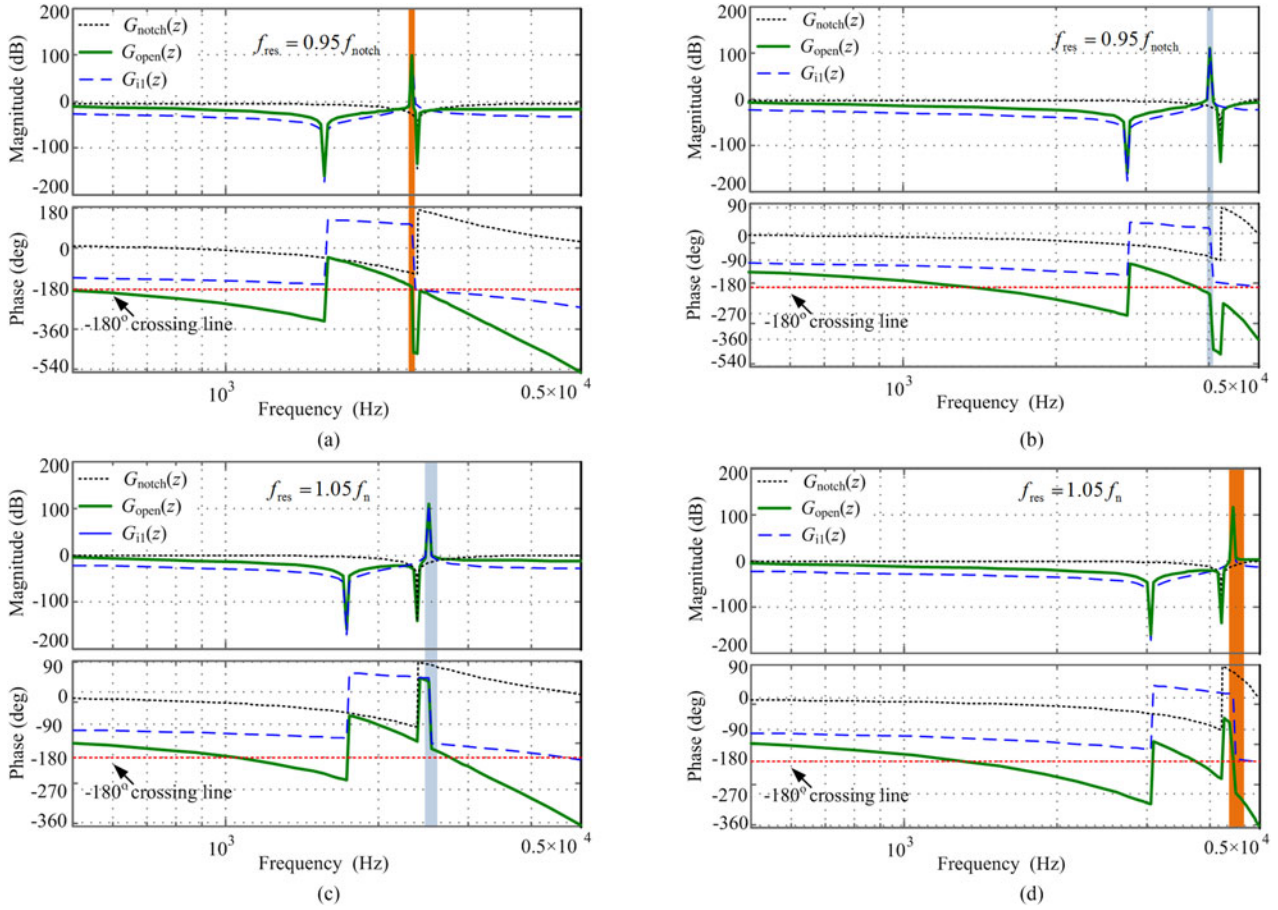 200
100
0
-100
-200
Magnitude (dB)
G_notch(z)
G_open(z)
G_i1(z)
f_res = 0.95 f_notch
180
0
-180
-360
-540
Phase (deg)
-180° crossing line
10^3
0.5×10^4
Frequency (Hz)
(a)
200
100
0
-100
-200
Magnitude (dB)
G_notch(z)
G_open(z)
G_i1(z)
f_res = 0.95 f_notch
90
0
-90
-180
-270
-360
-540
Phase (deg)
-180° crossing line
10^3
0.5×10^4
Frequency (Hz)
(b)
200
100
0
-100
-200
Magnitude (dB)
G_notch(z)
G_open(z)
G_i1(z)
f_res = 1.05 f_n
90
0
-90
-180
-270
-360
Phase (deg)
-180° crossing line
10^3
0.5×10^4
Frequency (Hz)
(c)
200
100
0
-100
-200
Magnitude (dB)
G_notch(z)
G_open(z)
G_i1(z)
f_res = 1.05 f_n
90
0
-90
-180
-270
-360
Phase (deg)
-180° crossing line
10^3
0.5×10^4
Frequency (Hz)
(d)